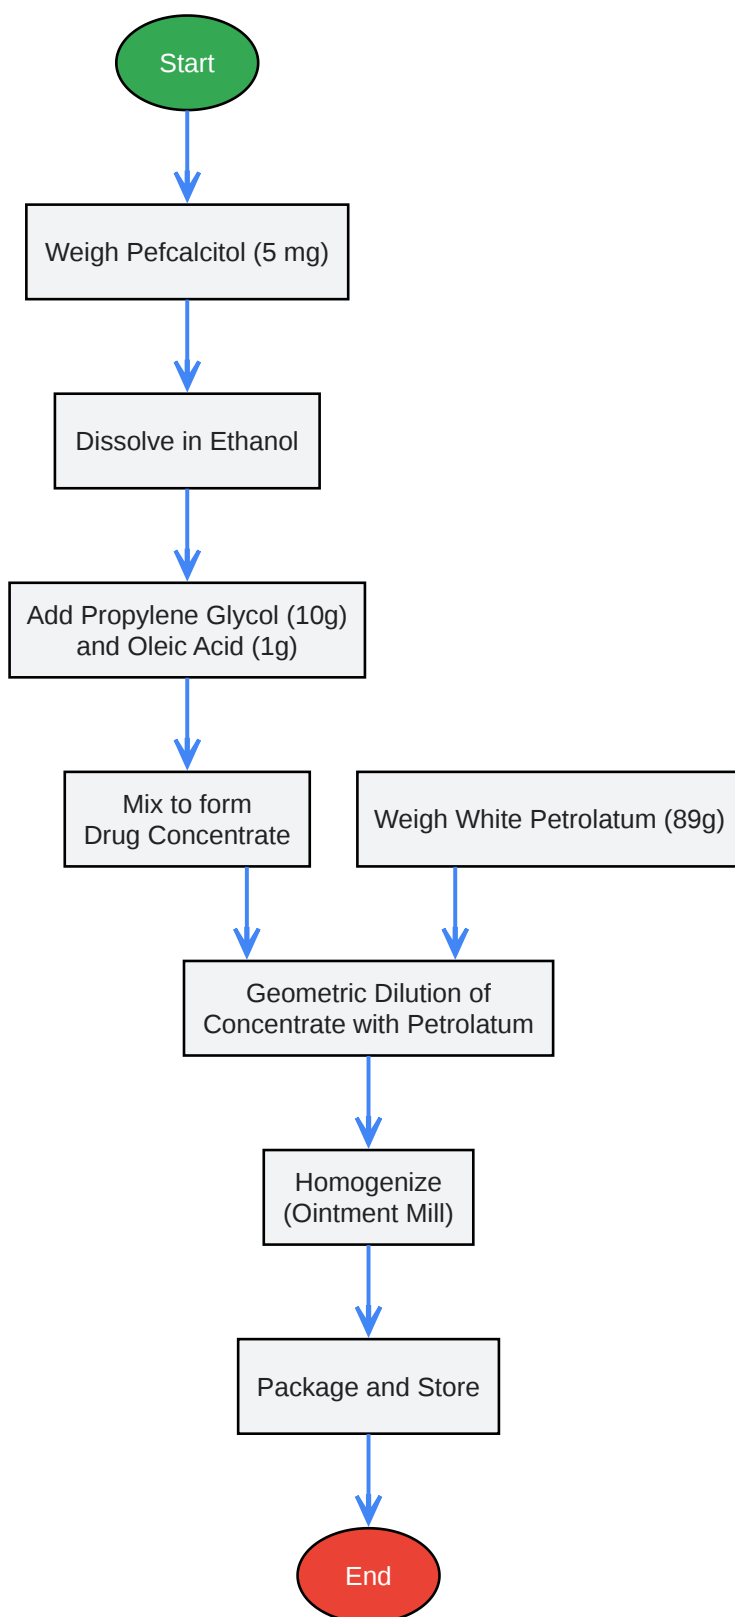 Start
Weigh Pefcalcitol (5 mg)
Dissolve in Ethanol
Add Propylene Glycol (10g)
and Oleic Acid (1g)
Mix to form
Drug Concentrate
Weigh White Petrolatum (89g)
Geometric Dilution of
Concentrate with Petrolatum
Homogenize
(Ointment Mill)
Package and Store
End